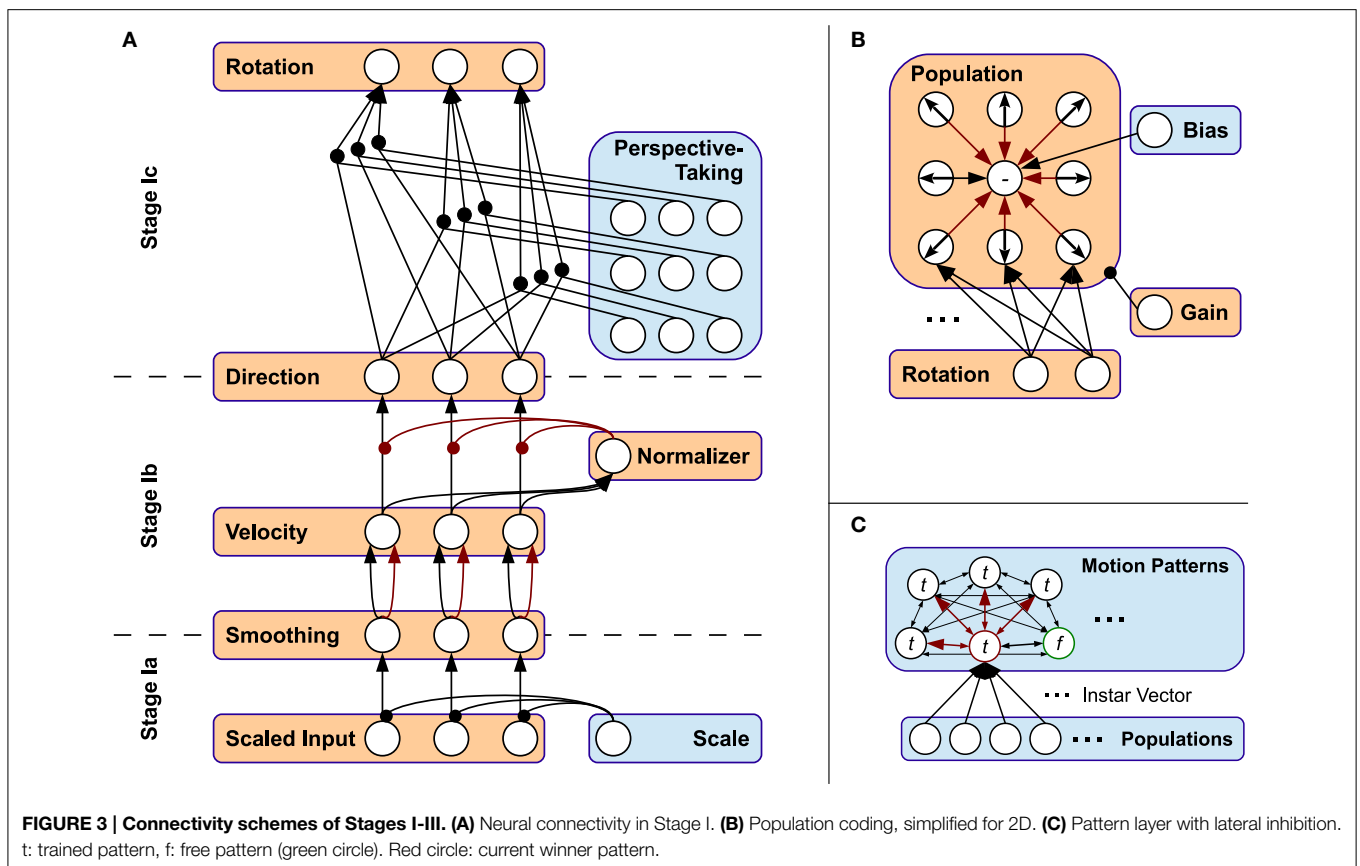 A
Rotation
Perspective-
Taking
Stage Ic
Direction
Normalizer
Stage Ib
Velocity
Smoothing
Stage Ia
Scaled Input
Scale
B
Population
-
Bias
...
Gain
Rotation
C
Motion Patterns
t
t
t
...
t
t
f
... Instar Vector
... Populations
FIGURE 3 | Connectivity schemes of Stages I-III. (A) Neural connectivity in Stage I. (B) Population coding, simplified for 2D. (C) Pattern layer with lateral inhibition.
t: trained pattern, f: free pattern (green circle). Red circle: current winner pattern.